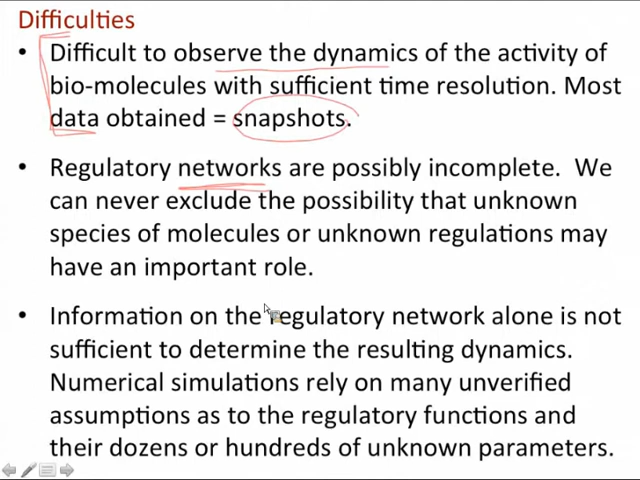 Difficulties
• Difficult to observe the dynamics of the activity of
bio-molecules with sufficient time resolution. Most
data obtained = snapshots.
• Regulatory networks are possibly incomplete. We
can never exclude the possibility that unknown
species of molecules or unknown regulations may
have an important role.
• Information on the regulatory network alone is not
sufficient to determine the resulting dynamics.
Numerical simulations rely on many unverified
assumptions as to the regulatory functions and
their dozens or hundreds of unknown parameters.